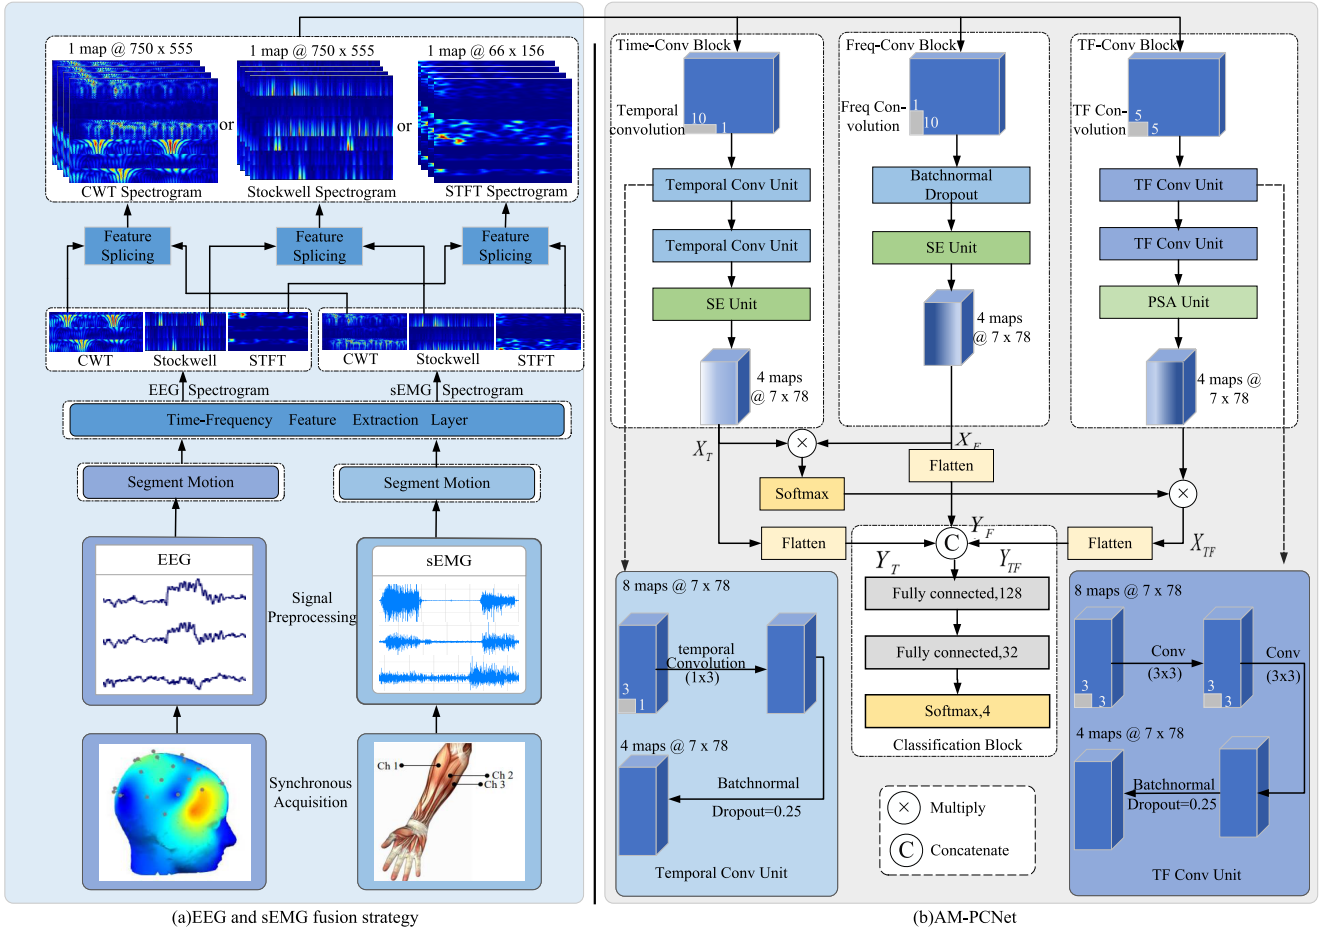 1 map @ 750 x 555
1 map @ 750 x 555
1 map @ 66 x 156
or
or
CWT Spectrogram
Stockwell Spectrogram
STFT Spectrogram
Feature
Splicing
Feature
Splicing
Feature
Splicing
CWT
Stockwell
STFT
CWT
Stockwell
STFT
EEG Spectrogram
sEMG Spectrogram
Time-Frequency Feature Extraction Layer
Segment Motion
Segment Motion
EEG
Signal
Preprocessing
sEMG
Synchronous
Acquisition
Ch 1
Ch 2
Ch 3
(a)EEG and sEMG fusion strategy
Time-Conv Block
Temporal
convolution
10
1
Temporal Conv Unit
Temporal Conv Unit
SE Unit
4 maps
@ 7 x 78
Freq-Conv Block
Freq Con-
volution
1
10
Batchnormal
Dropout
SE Unit
4 maps
@ 7 x 78
TF-Conv Block
TF Con-
volution
5
5
TF Conv Unit
TF Conv Unit
PSA Unit
4 maps @
7 x 78
X_T
×
X_F
Flatten
Softmax
×
Flatten
Y_T
C
Y_F
Y_TF
Flatten
X_TF
Fully connected,128
Fully connected,32
Softmax,4
Classification Block
8 maps @ 7 x 78
temporal
Convolution
(1x3)
3
1
4 maps @ 7 x 78
Batchnormal
Dropout=0.25
Temporal Conv Unit
× Multiply
C Concatenate
8 maps @ 7 x 78
Conv
(3x3)
Conv
(3x3)
3
3
3
3
4 maps @ 7 x 78
Batchnormal
Dropout=0.25
TF Conv Unit
(b)AM-PCNet